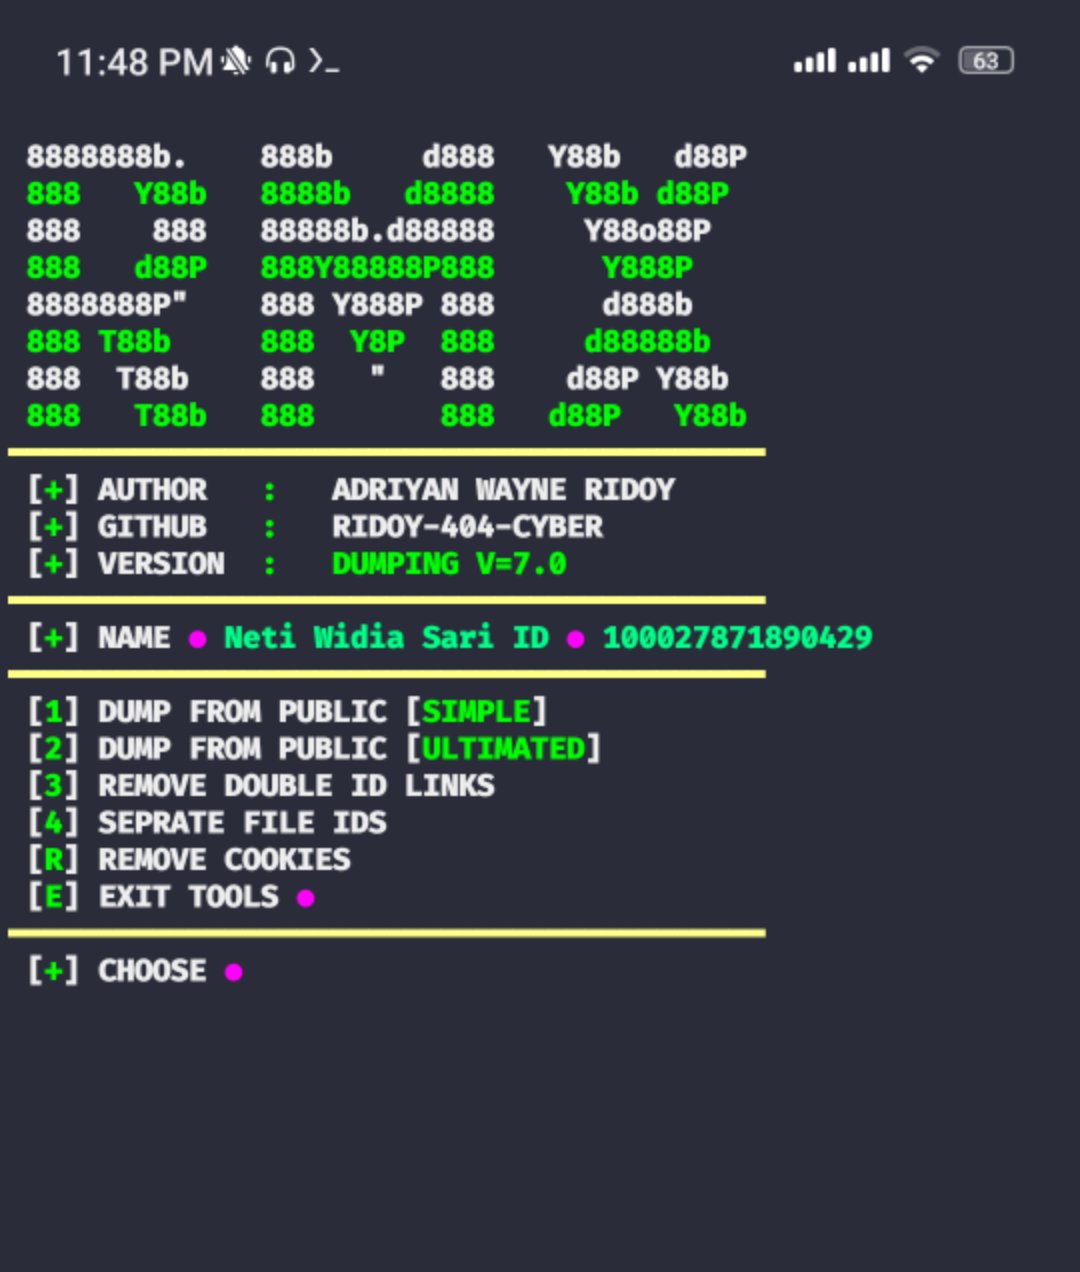 11:48 PM 63
8888888b.    888b     d888   Y88b   d88P
888   Y88b   8888b   d8888    Y88b d88P
888    888   88888b.d88888     Y88o88P
888   d88P   888Y88888P888      Y888P
8888888P"    888 Y888P 888      d888b
888 T88b     888  Y8P  888     d88888b
888  T88b    888   "   888    d88P Y88b
888   T88b   888       888   d88P   Y88b
[+] AUTHOR   :   ADRIYAN WAYNE RIDOY
[+] GITHUB   :   RIDOY-404-CYBER
[+] VERSION  :   DUMPING V=7.0
[+] NAME ● Neti Widia Sari ID ● 100027871890429
[1] DUMP FROM PUBLIC [SIMPLE]
[2] DUMP FROM PUBLIC [ULTIMATED]
[3] REMOVE DOUBLE ID LINKS
[4] SEPRATE FILE IDS
[R] REMOVE COOKIES
[E] EXIT TOOLS ●
[+] CHOOSE ●